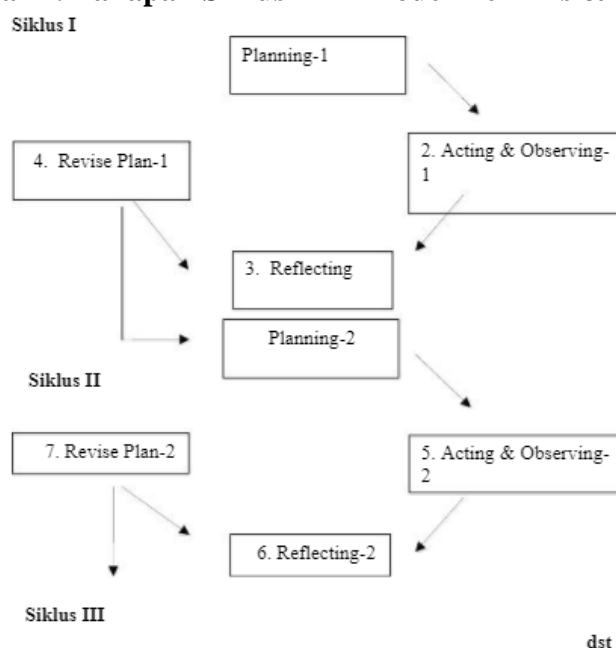 Siklus I
Planning-1
4. Revise Plan-1
2. Acting & Observing-
1
3. Reflecting
Planning-2
Siklus II
7. Revise Plan-2
5. Acting & Observing-
2
6. Reflecting-2
Siklus III
dst